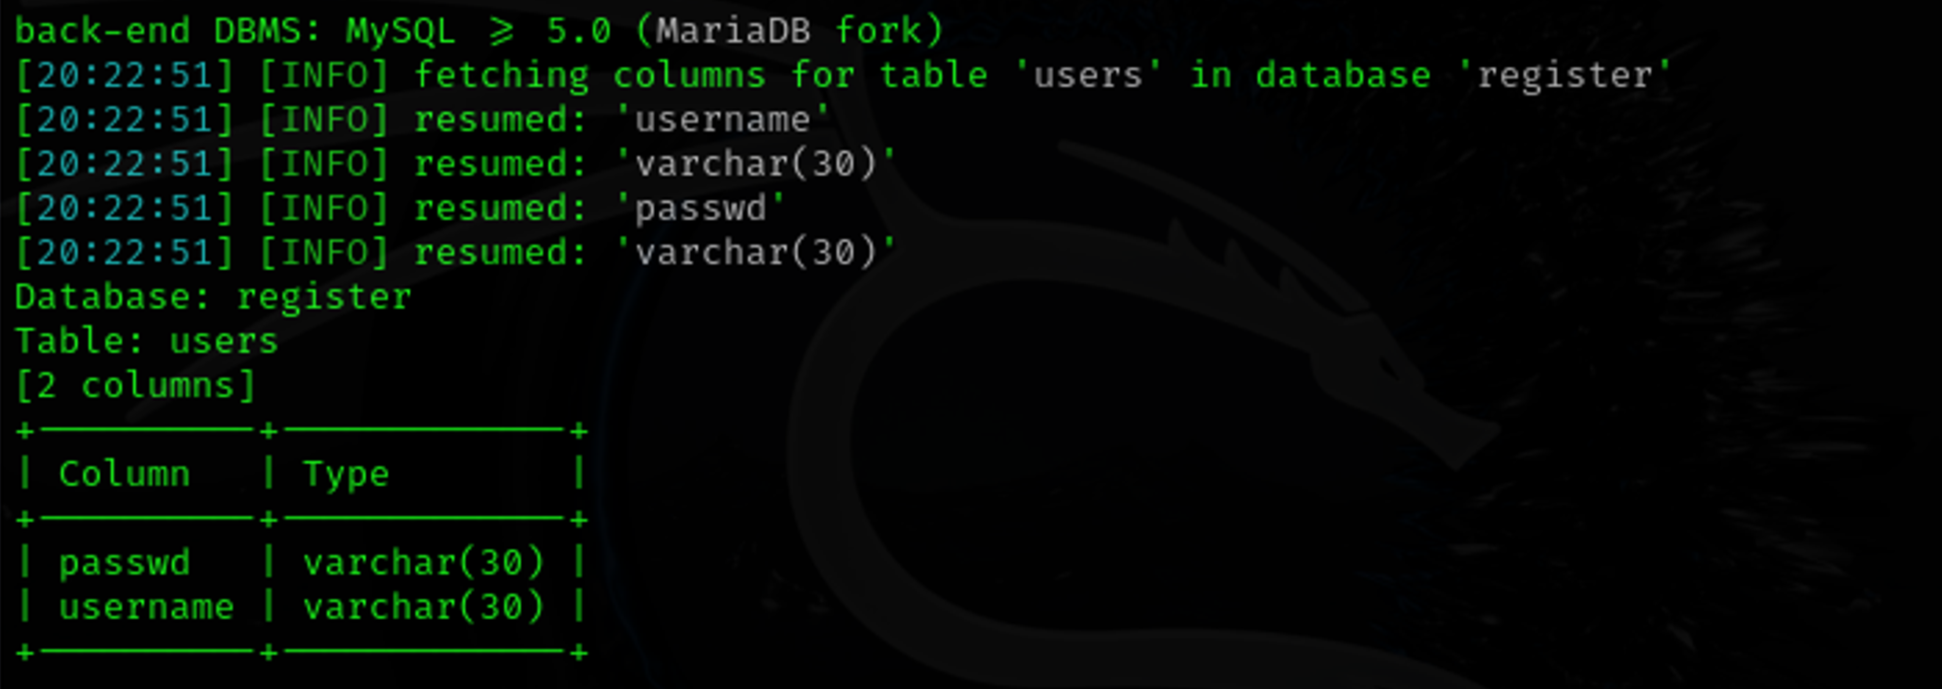 back-end DBMS: MySQL ≥ 5.0 (MariaDB fork)
[20:22:51] [INFO] fetching columns for table 'users' in database 'register'
[20:22:51] [INFO] resumed: 'username'
[20:22:51] [INFO] resumed: 'varchar(30)'
[20:22:51] [INFO] resumed: 'passwd'
[20:22:51] [INFO] resumed: 'varchar(30)'
Database: register
Table: users
[2 columns]
+----------+-------------+
| Column   | Type        |
+----------+-------------+
| passwd   | varchar(30) |
| username | varchar(30) |
+----------+-------------+